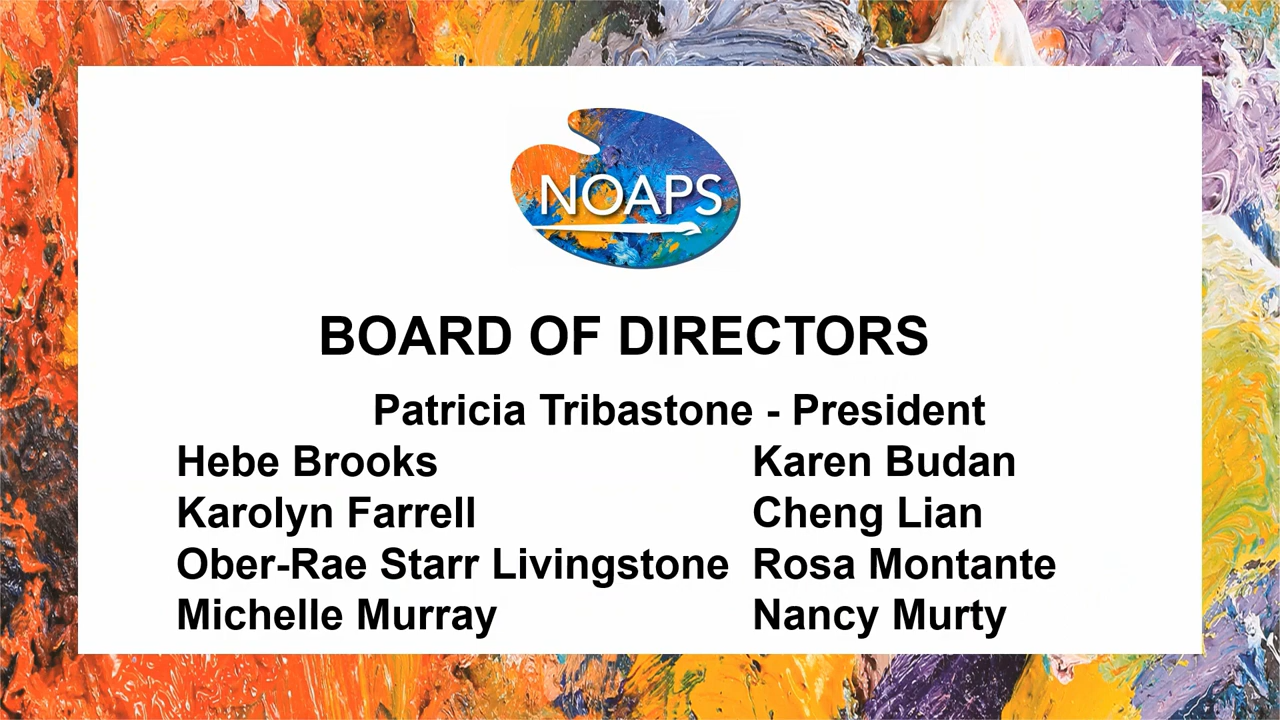 NOAPS
BOARD OF DIRECTORS
Patricia Tribastone - President
Hebe Brooks Karen Budan
Karolyn Farrell Cheng Lian
Ober-Rae Starr Livingstone Rosa Montante
Michelle Murray Nancy Murty